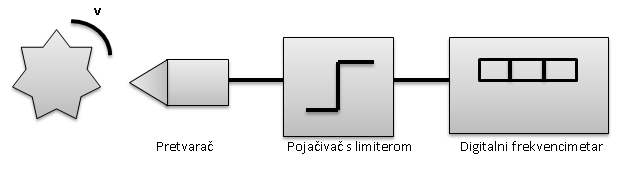 v
Pretvarač
Pojačivač s limiterom
Digitalni frekvencimetar